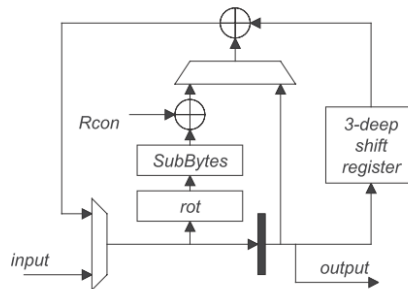 Rcon
SubBytes
rot
3-deep
shift
register
input
output